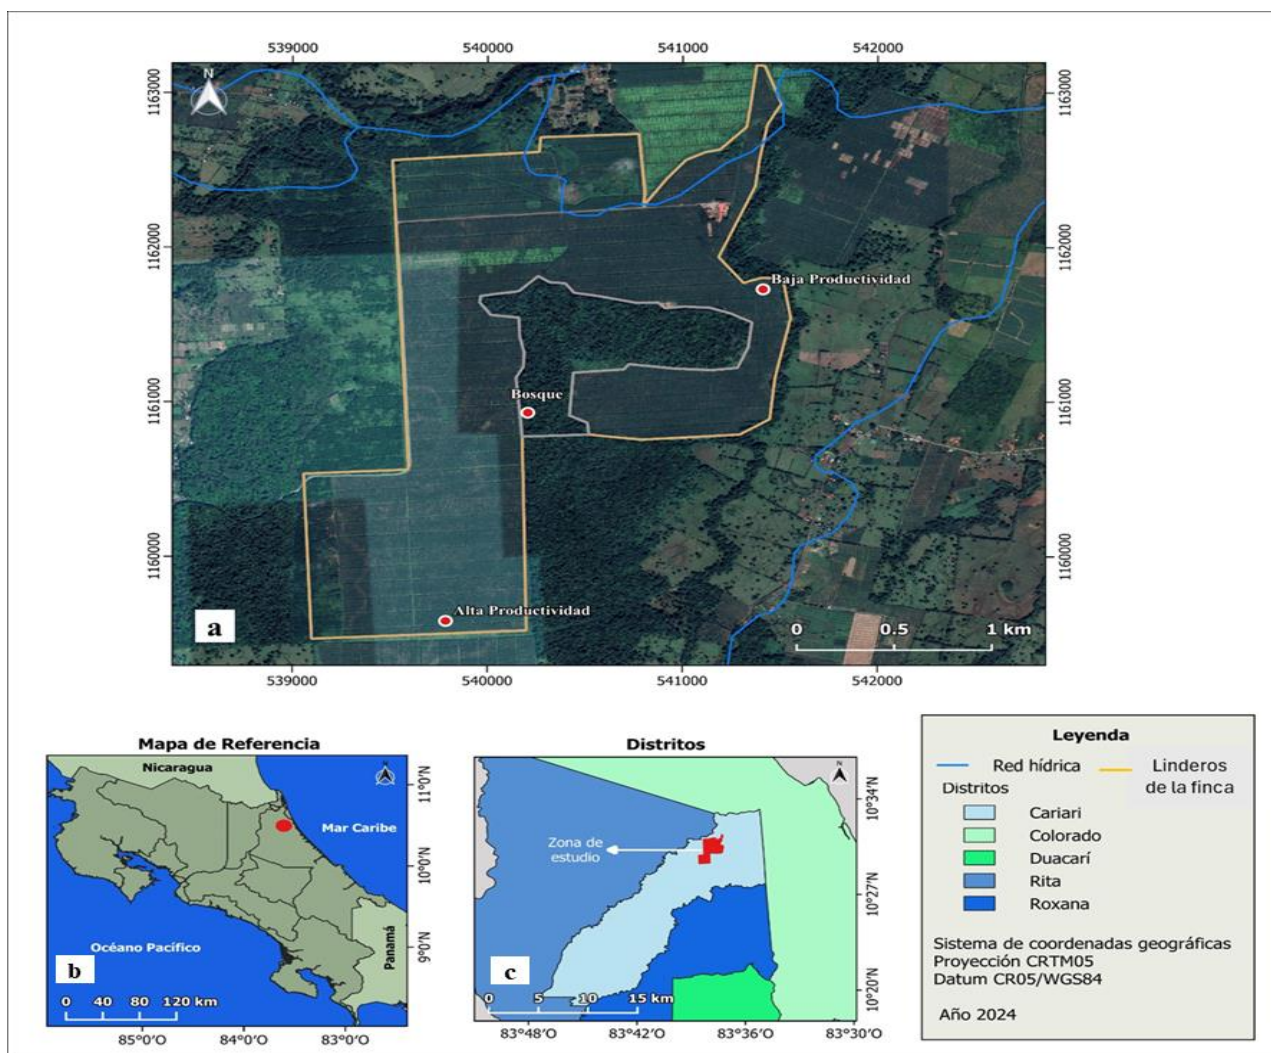 539000
540000
541000
542000
N
1163000
1163000
1162000
1162000
Baja Productividad
1161000
1161000
Bosque
1160000
1160000
Alta Productividad
a
0
0.5
1 km
539000
540000
541000
542000
Mapa de Referencia
Nicaragua
Mar Caribe
Océano Pacífico
Panamá
b
0 40 80 120 km
11°0'N
10°0'N
9°0'N
85°0'O
84°0'O
83°0'O
Distritos
N
Zona de
estudio
c
0 5 10 15 km
10°34'N
10°27'N
10°20'N
83°48'O
83°42'O
83°36'O
83°30'O
Leyenda
Red hídrica
Linderos
de la finca
Distritos
Cariari
Colorado
Duacarí
Rita
Roxana
Sistema de coordenadas geográficas
Proyección CRTM05
Datum CR05/WGS84
Año 2024